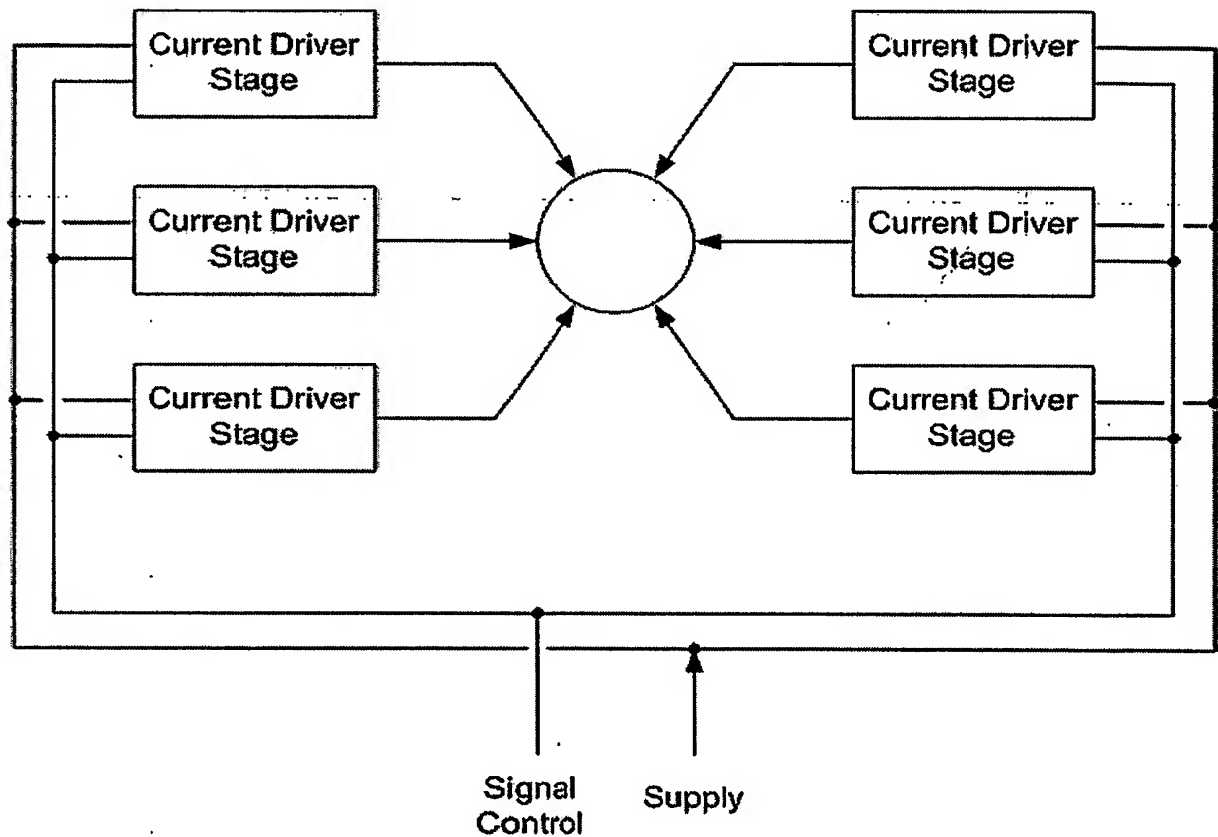 Current Driver
Stage
Current Driver
Stage
Current Driver
Stage
Current Driver
Stage
Current Driver
Stage
Current Driver
Stage
Signal
Control
Supply